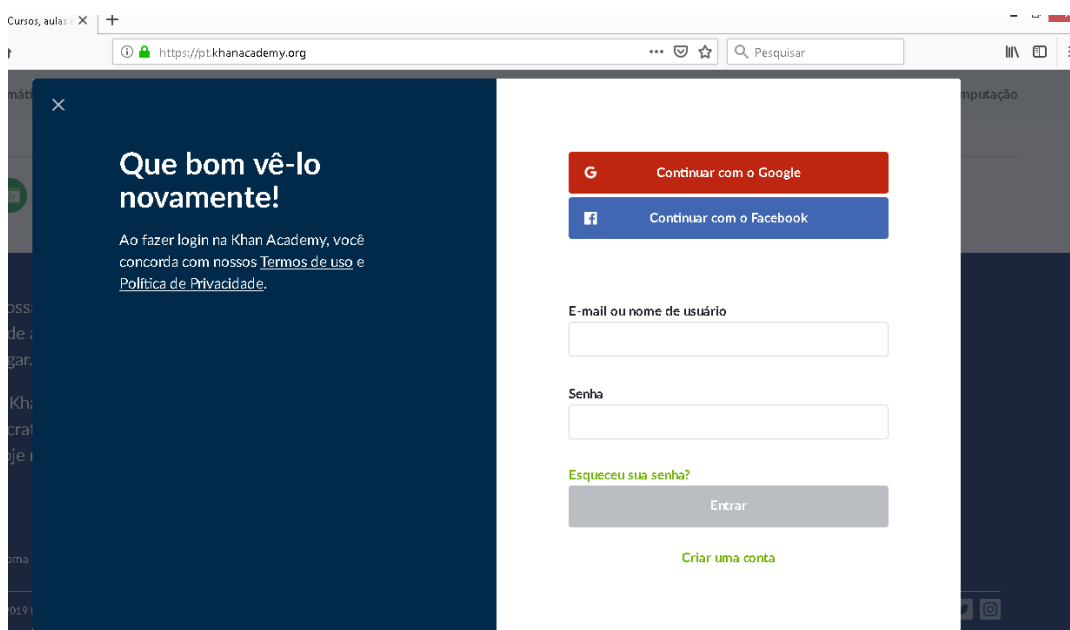 Cursos, aulas
https://pt.khanacademy.org
Pesquisar
Que bom vê-lo
novamente!
Ao fazer login na Khan Academy, você
concorda com nossos Termos de uso e
Política de Privacidade.
Continuar com o Google
Continuar com o Facebook
E-mail ou nome de usuário
Senha
Esqueceu sua senha?
Entrar
Criar uma conta
2019